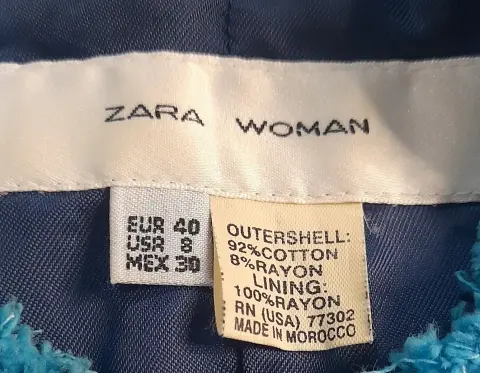 ZARA WOMAN
EUR 40
USA 8
MEX 30
OUTERSHELL:
92%COTTON
8%RAYON
LINING:
100%RAYON
RN (USA) 77302
MADE IN MOROCCO